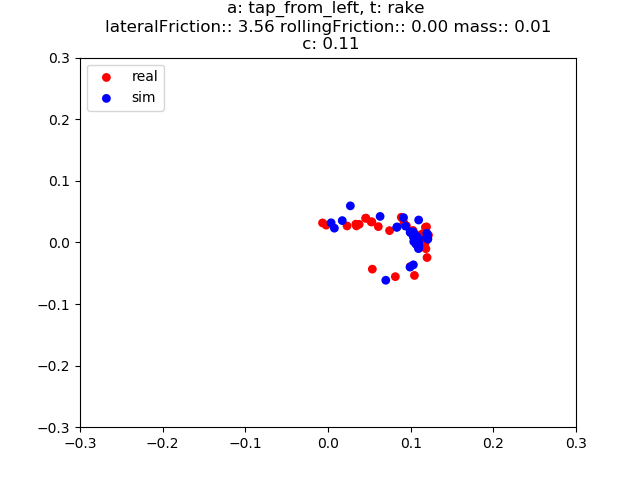 a: tap_from_left, t: rake
lateralFriction:: 3.56 rollingFriction:: 0.00 mass:: 0.01
c: 0.11
real
sim
0.3
0.2
0.1
0.0
−0.1
−0.2
−0.3
−0.3 −0.2 −0.1 0.0 0.1 0.2 0.3